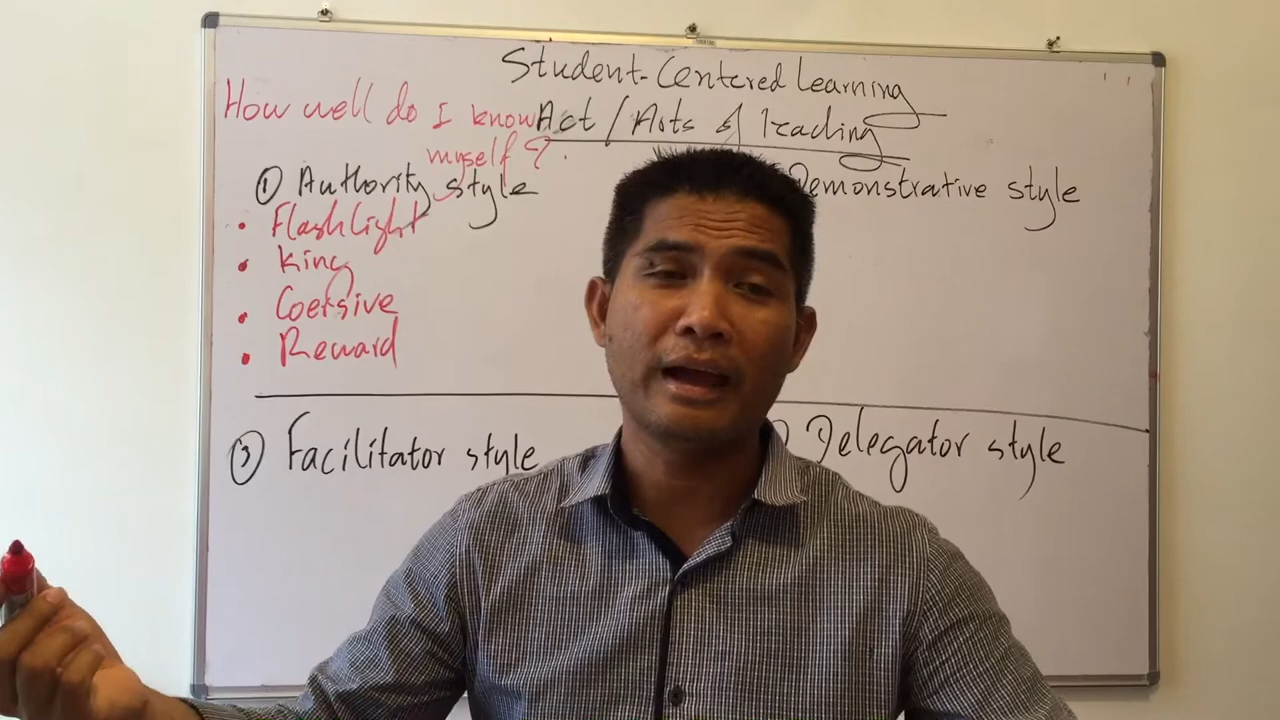 Student-Centered Learning
Act / Arts of leading
How well do I know
myself?
① Authority style
• Flashlight
• King
• Coersive
• Reward
Demonstrative style
③ Facilitator style
Delegator style